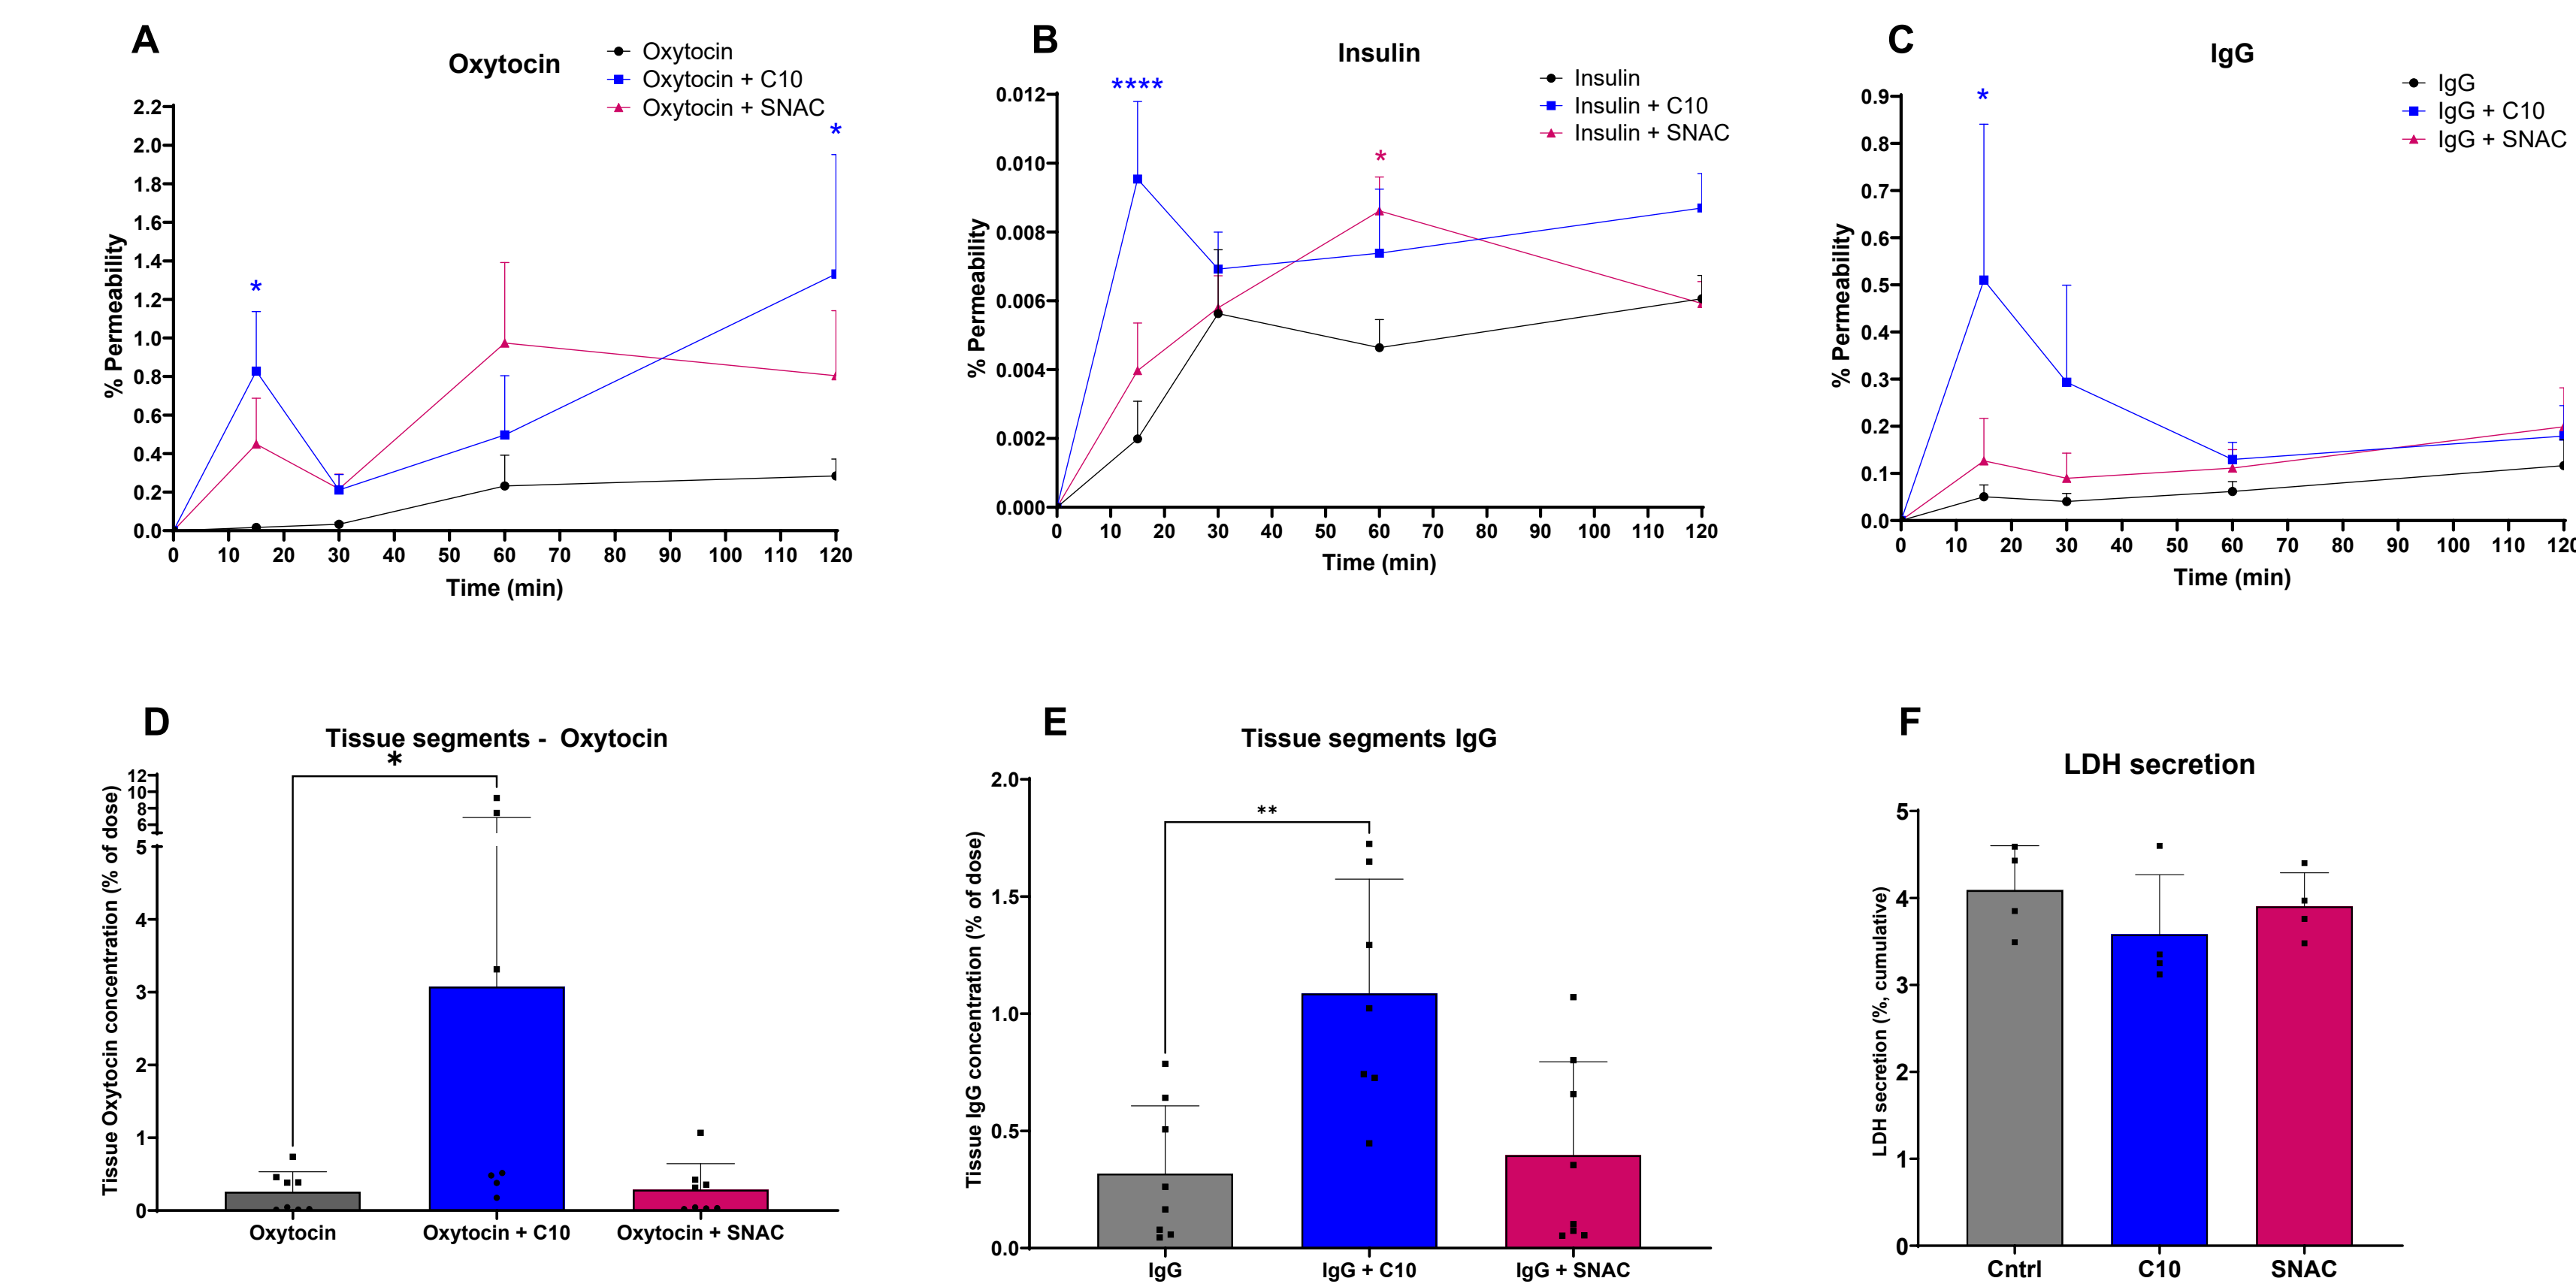 A
Oxytocin
Oxytocin
Oxytocin + C10
Oxytocin + SNAC
*
*
2.2
2.0
1.8
1.6
1.4
1.2
1.0
0.8
0.6
0.4
0.2
0.0
% Permeability
0 10 20 30 40 50 60 70 80 90 100 110 120
Time (min)
B
Insulin
Insulin
Insulin + C10
Insulin + SNAC
****
*
0.012
0.010
0.008
0.006
0.004
0.002
0.000
% Permeability
0 10 20 30 40 50 60 70 80 90 100 110 120
Time (min)
C
IgG
IgG
IgG + C10
IgG + SNAC
*
0.9
0.8
0.7
0.6
0.5
0.4
0.3
0.2
0.1
0.0
% Permeability
0 10 20 30 40 50 60 70 80 90 100 110 120
Time (min)
D
Tissue segments - Oxytocin
*
12
10
8
6
5
4
3
2
1
0
Tissue Oxytocin concentration (% of dose)
Oxytocin Oxytocin + C10 Oxytocin + SNAC
E
Tissue segments IgG
**
2.0
1.5
1.0
0.5
0.0
Tissue IgG concentration (% of dose)
IgG IgG + C10 IgG + SNAC
F
LDH secretion
5
4
3
2
1
0
LDH secretion (%, cumulative)
Cntrl C10 SNAC